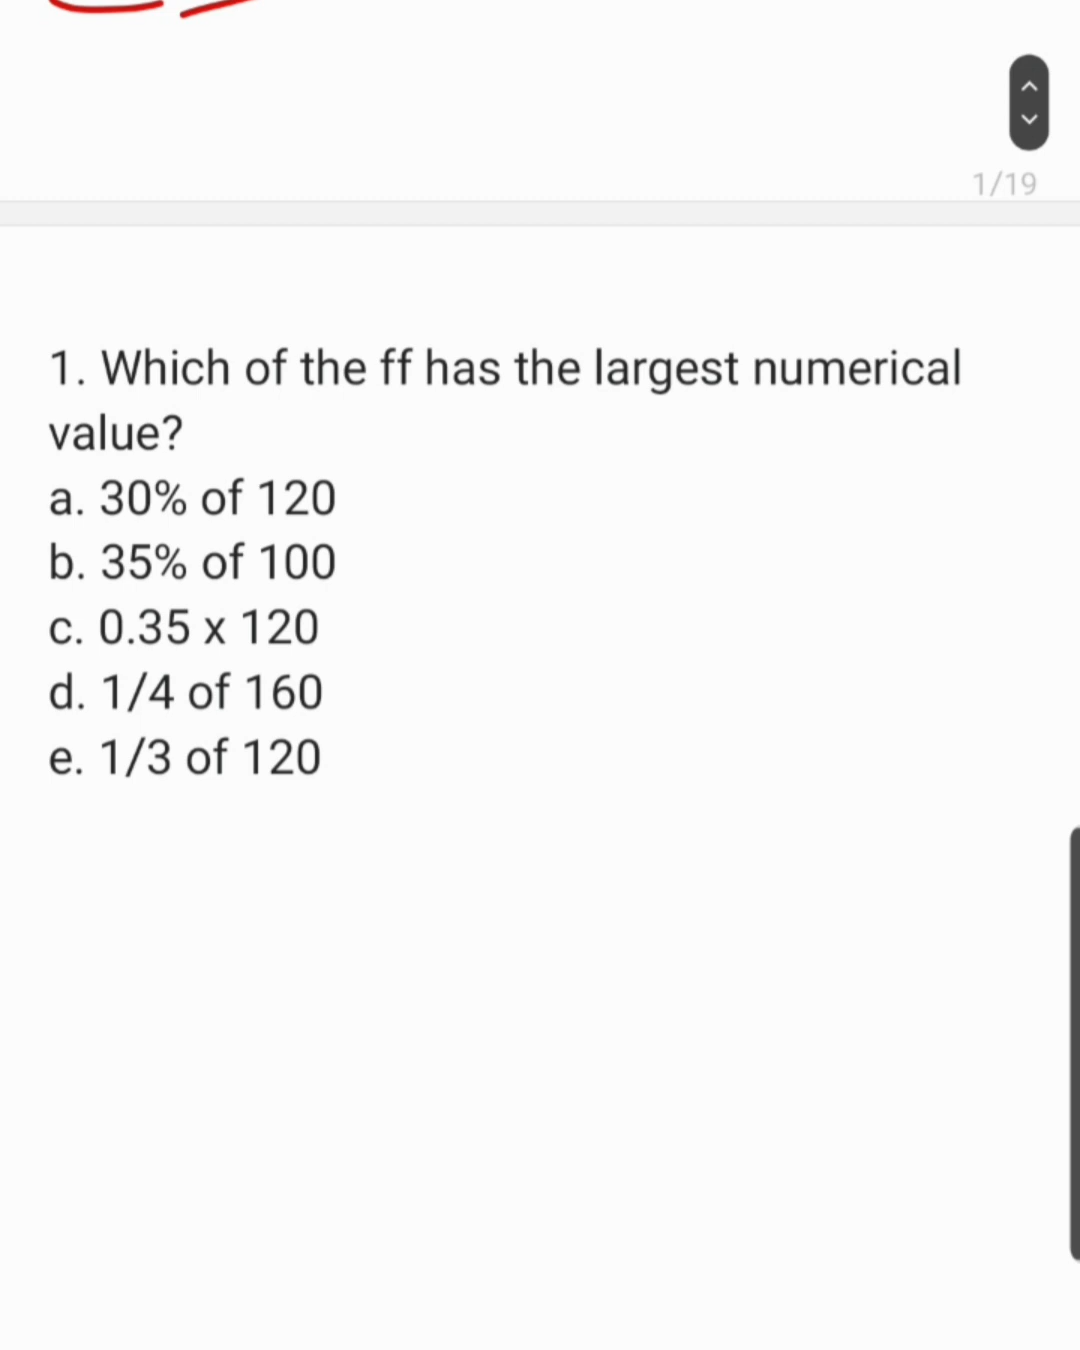 1/19
1. Which of the ff has the largest numerical
value?
a. 30% of 120
b. 35% of 100
c. 0.35 x 120
d. 1/4 of 160
e. 1/3 of 120